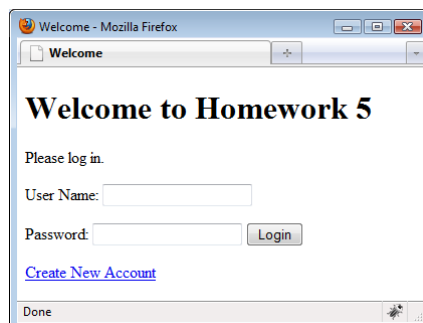 Welcome - Mozilla Firefox
Welcome
Welcome to Homework 5
Please log in.
User Name:
Password: Login
Create New Account
Done